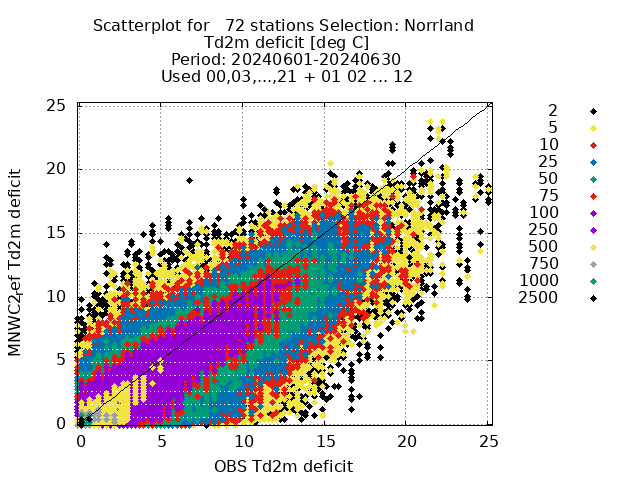 Scatterplot for   72 stations Selection: Norrland
Td2m deficit [deg C]
Period: 20240601-20240630
Used 00,03,...,21 + 01 02 ... 12
MNWC2_ref Td2m deficit
25
20
15
10
5
0
0 5 10 15 20 25
OBS Td2m deficit
2
5
10
25
50
75
100
250
500
750
1000
2500